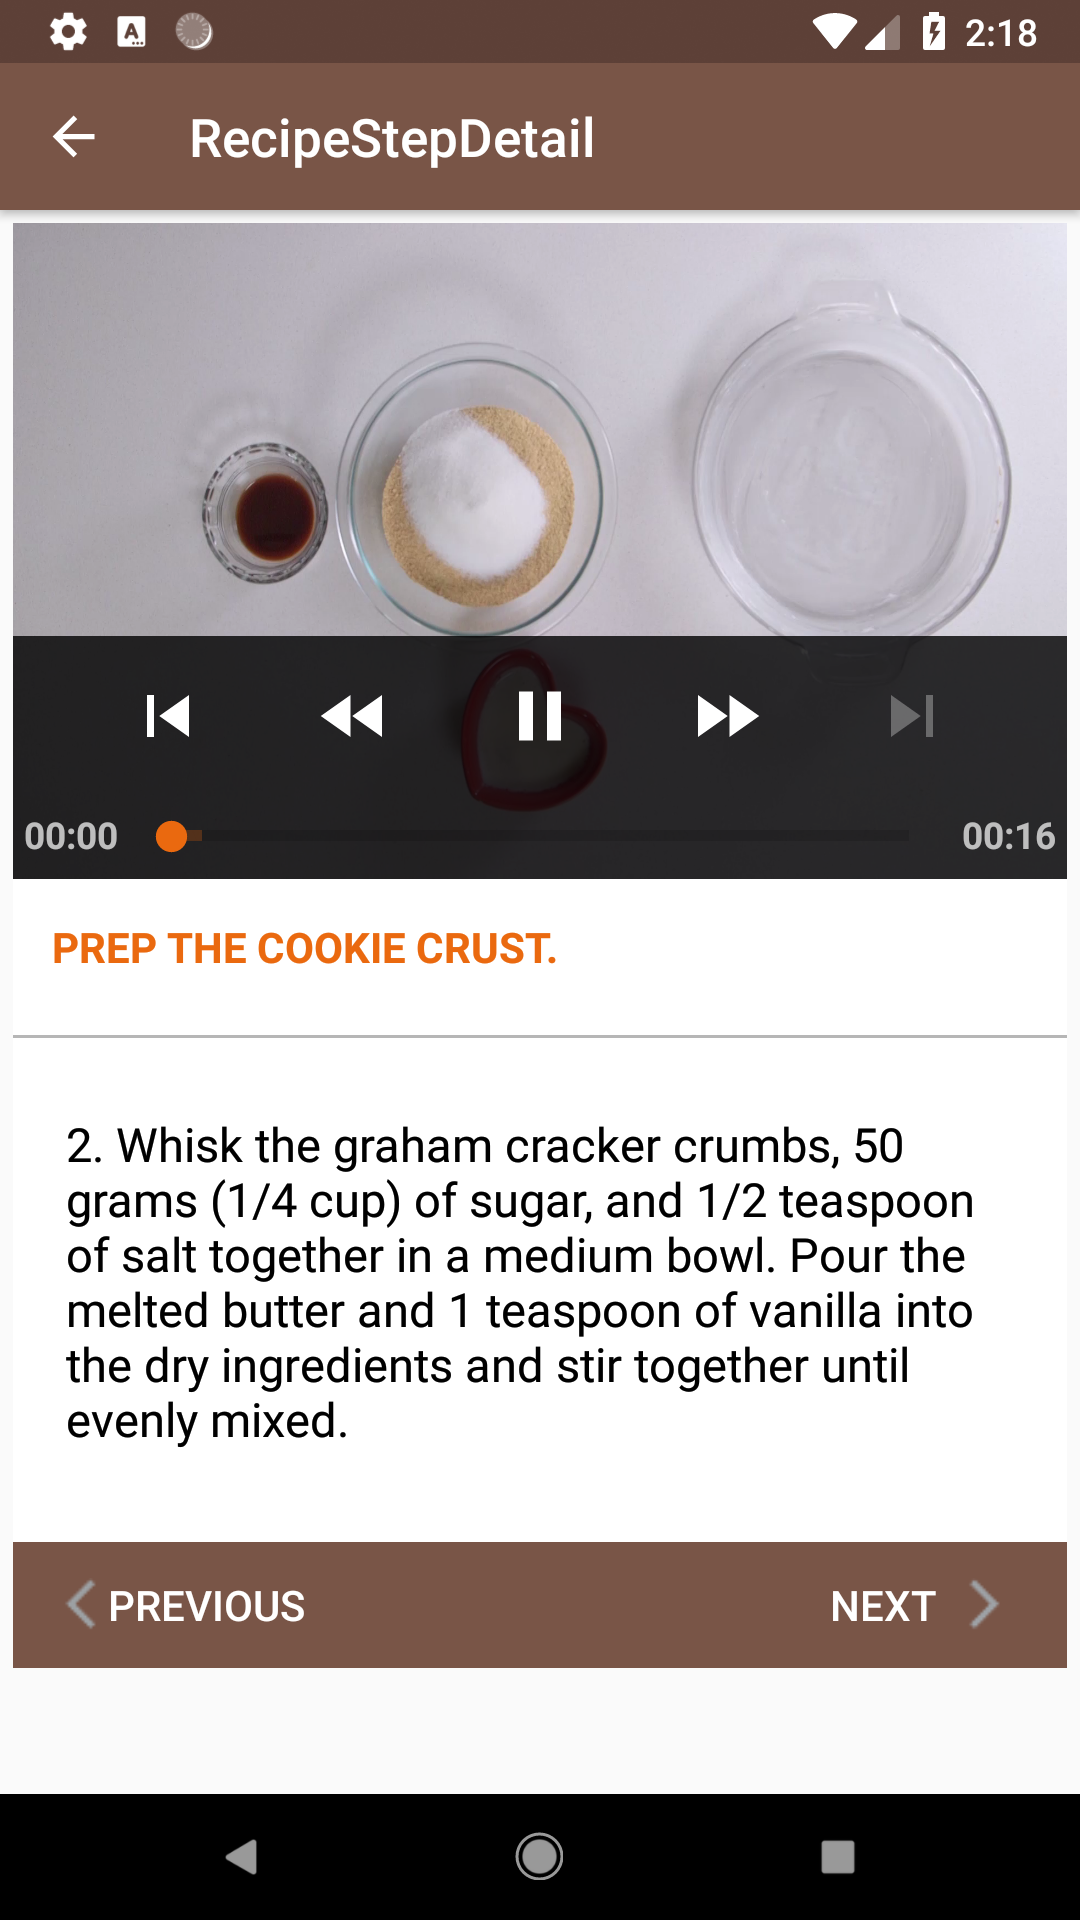 2:18
RecipeStepDetail
00:00
00:16
PREP THE COOKIE CRUST.
2. Whisk the graham cracker crumbs, 50
grams (1/4 cup) of sugar, and 1/2 teaspoon
of salt together in a medium bowl. Pour the
melted butter and 1 teaspoon of vanilla into
the dry ingredients and stir together until
evenly mixed.
PREVIOUS
NEXT